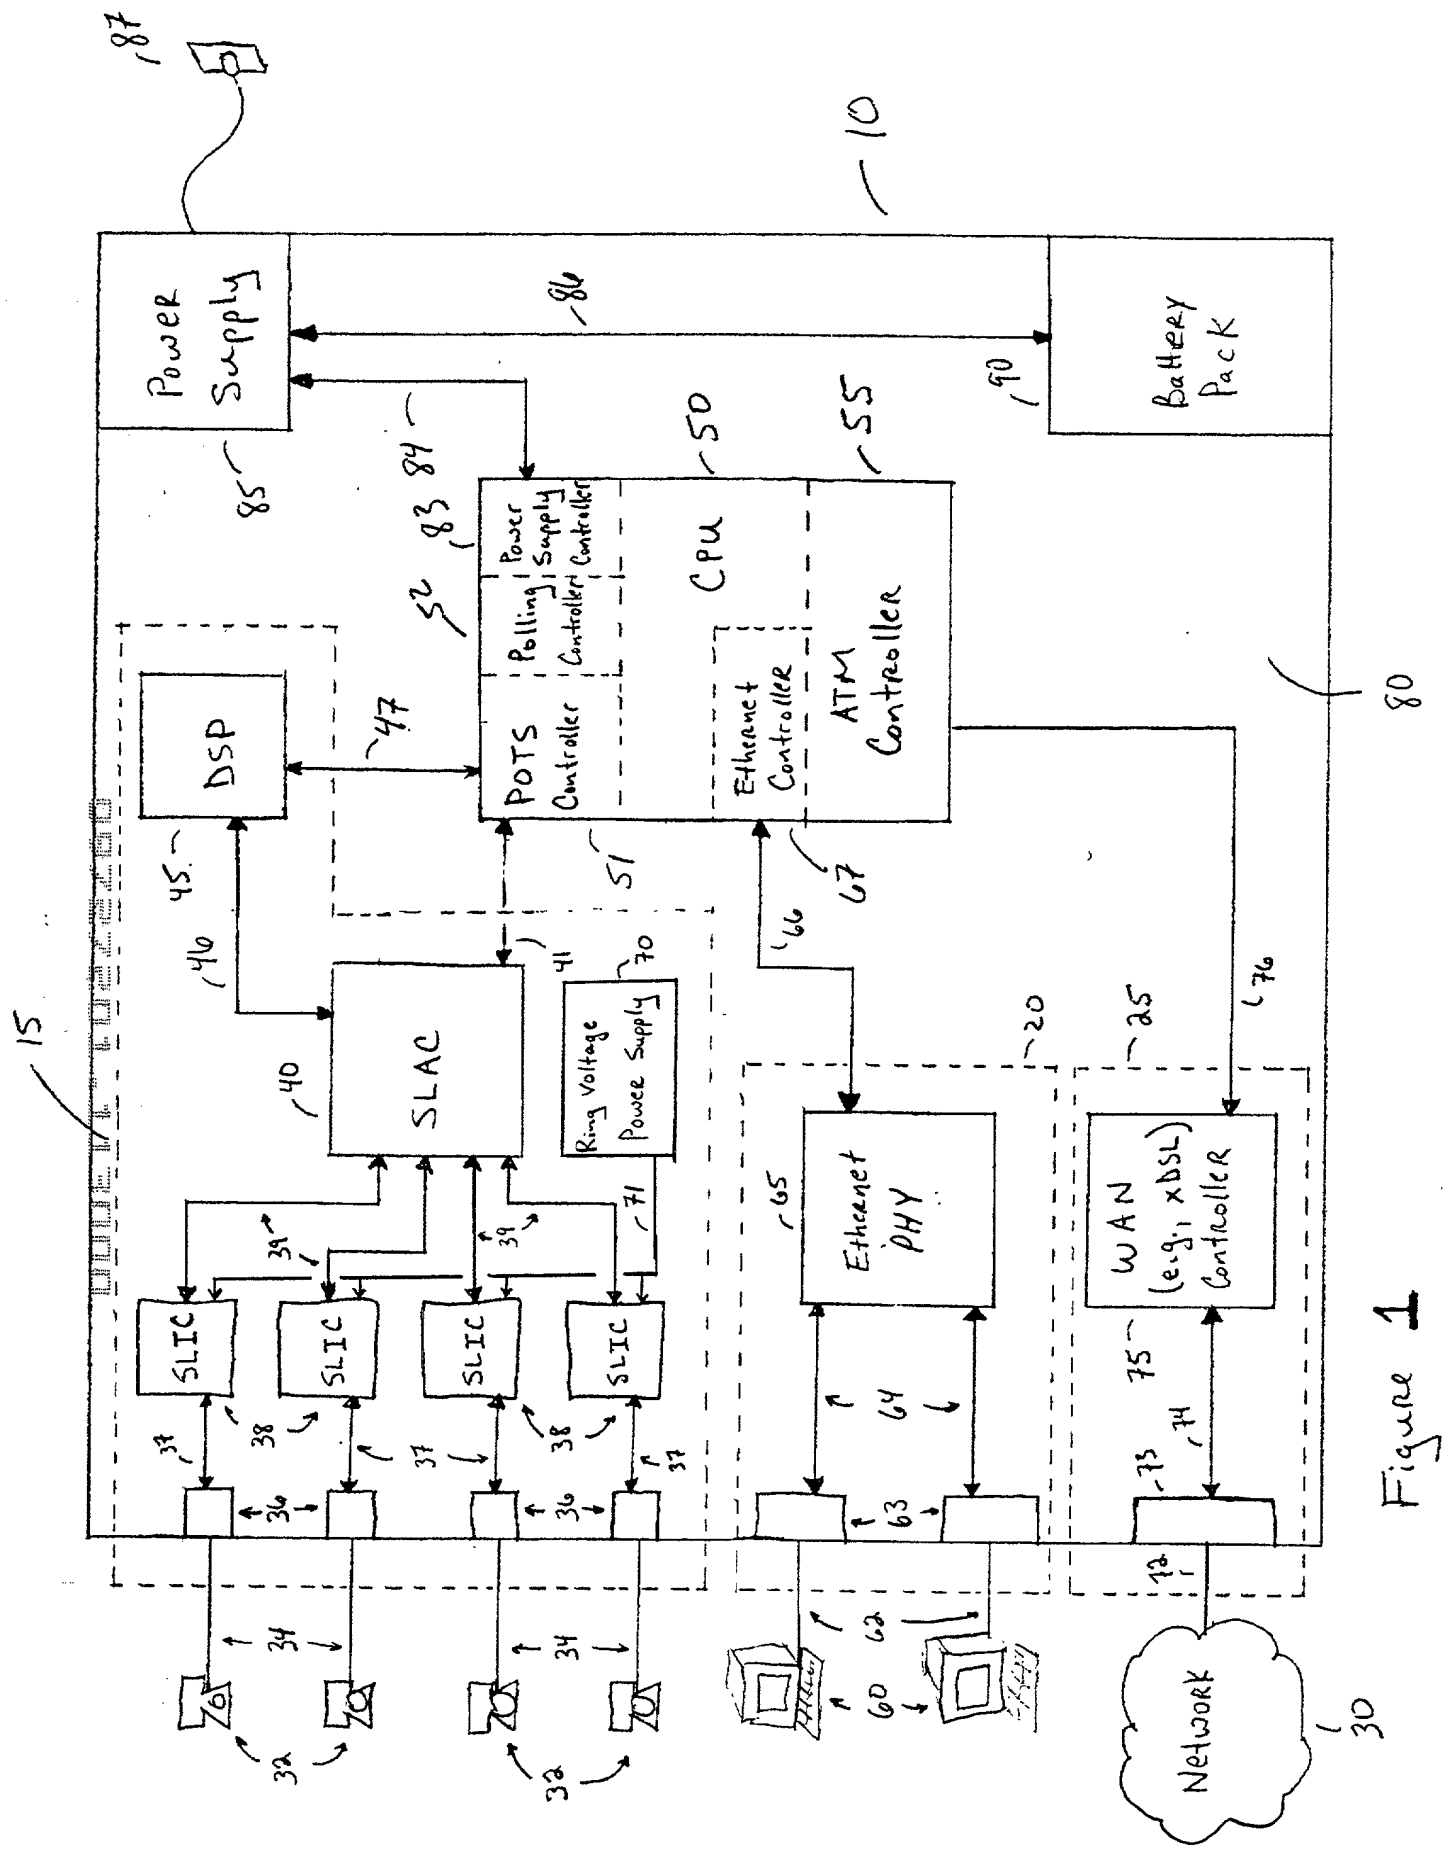 15
87
32
34
36
37
38
SLIC
39
46
45
DSP
85
Power
Supply
SLIC
40
SLAC
47
84
86
32
34
36
37
38
SLIC
39
41
52
83
POTS
Controller
Polling
Controller
Power
Supply
Controller
SLIC
37
71
Ring Voltage
Power Supply
70
51
CPU
50
10
60
62
63
64
65
Ethernet
PHY
66
67
Ethernet
Controller
ATM
Controller
55
20
90
Network
30
72
73
74
75
WAN
(e.g., xDSL)
Controller
25
76
Battery
Pack
80
Figure 1